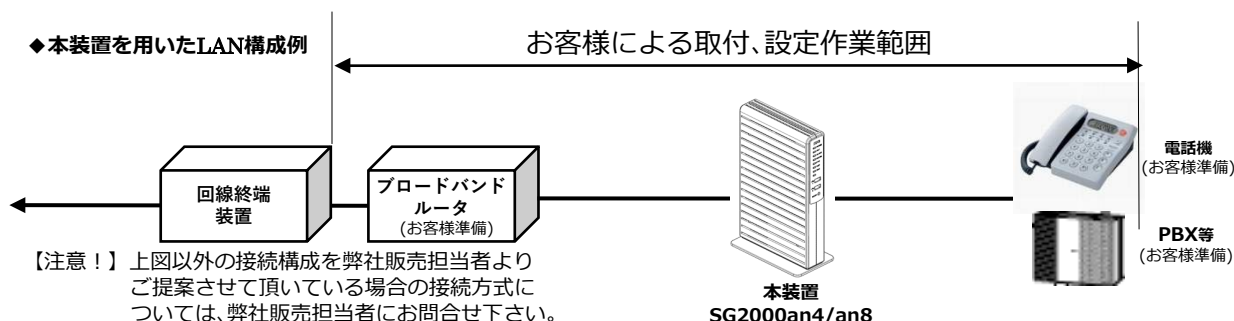 ◆本装置を用いたLAN構成例
お客様による取付、設定作業範囲
回線終端
装置
ブロードバンド
ルータ
(お客様準備)
電話機
(お客様準備)
PBX等
(お客様準備)
本装置
SG2000an4/an8
【注意！】上図以外の接続構成を弊社販売担当者より
ご提案させて頂いている場合の接続方式に
ついては、弊社販売担当者にお問合せ下さい。